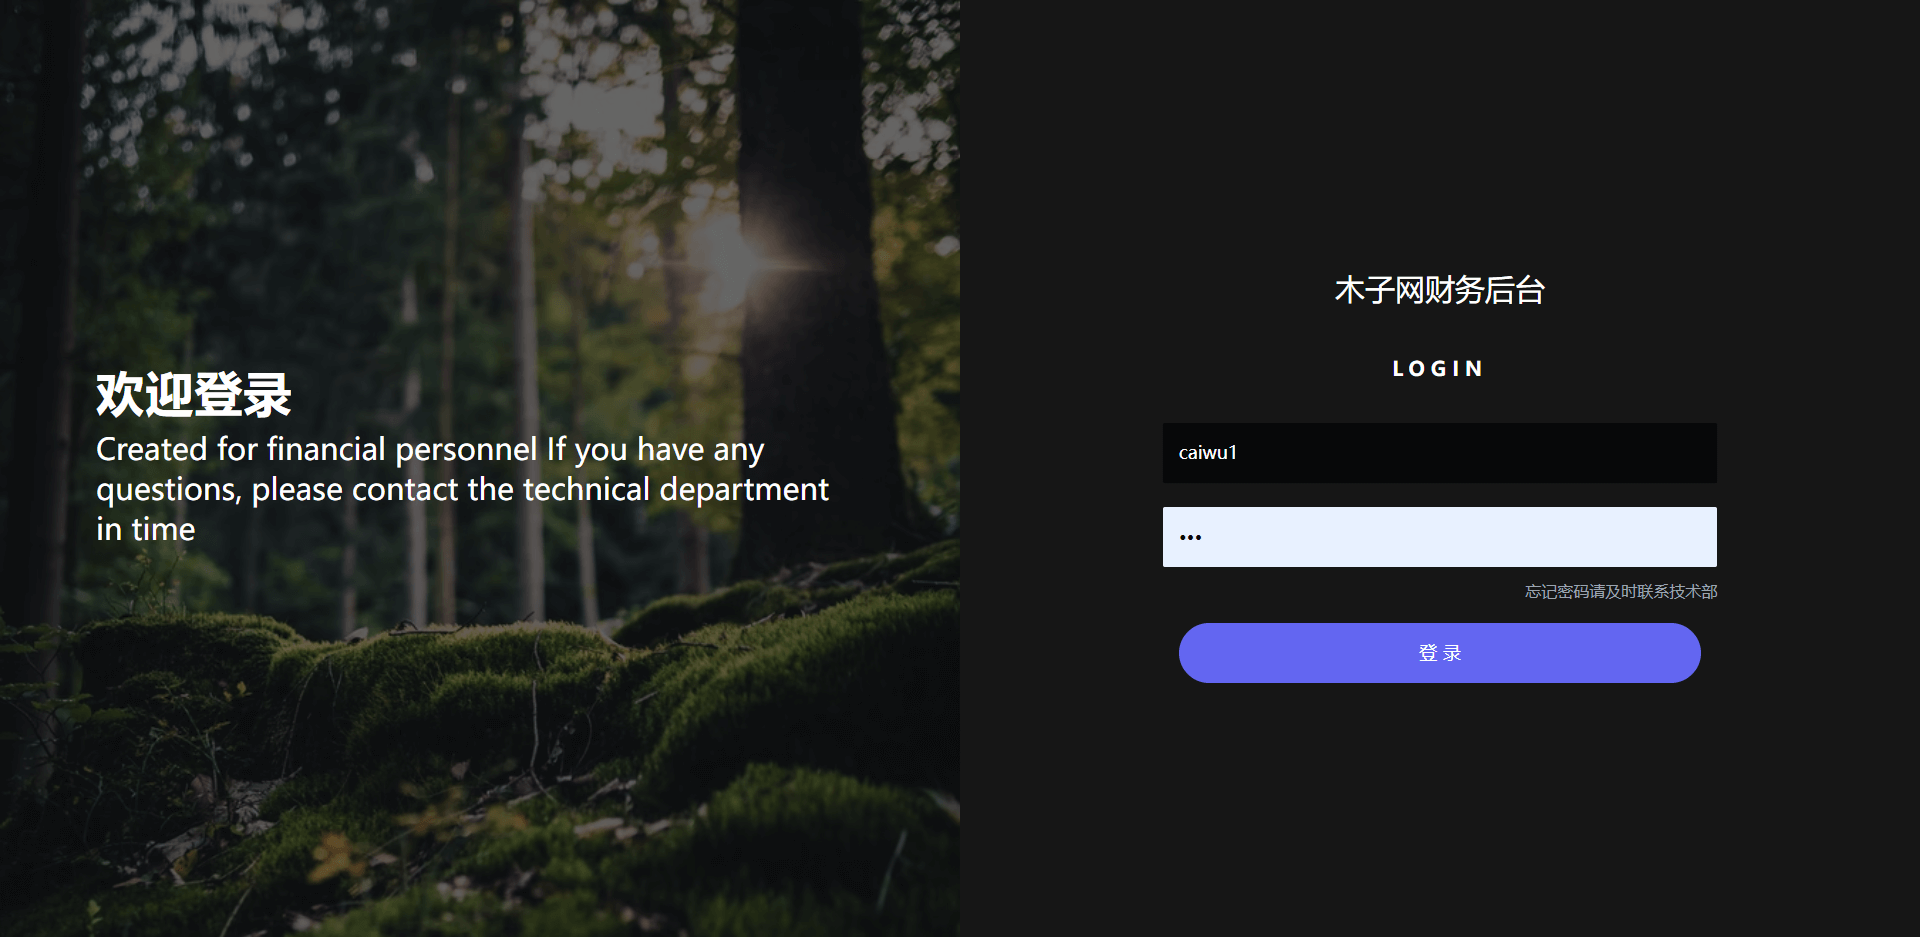 欢迎登录
Created for financial personnel If you have any
questions, please contact the technical department
in time
木子网财务后台
LOGIN
caiwu1
•••
忘记密码请及时联系技术部
登 录